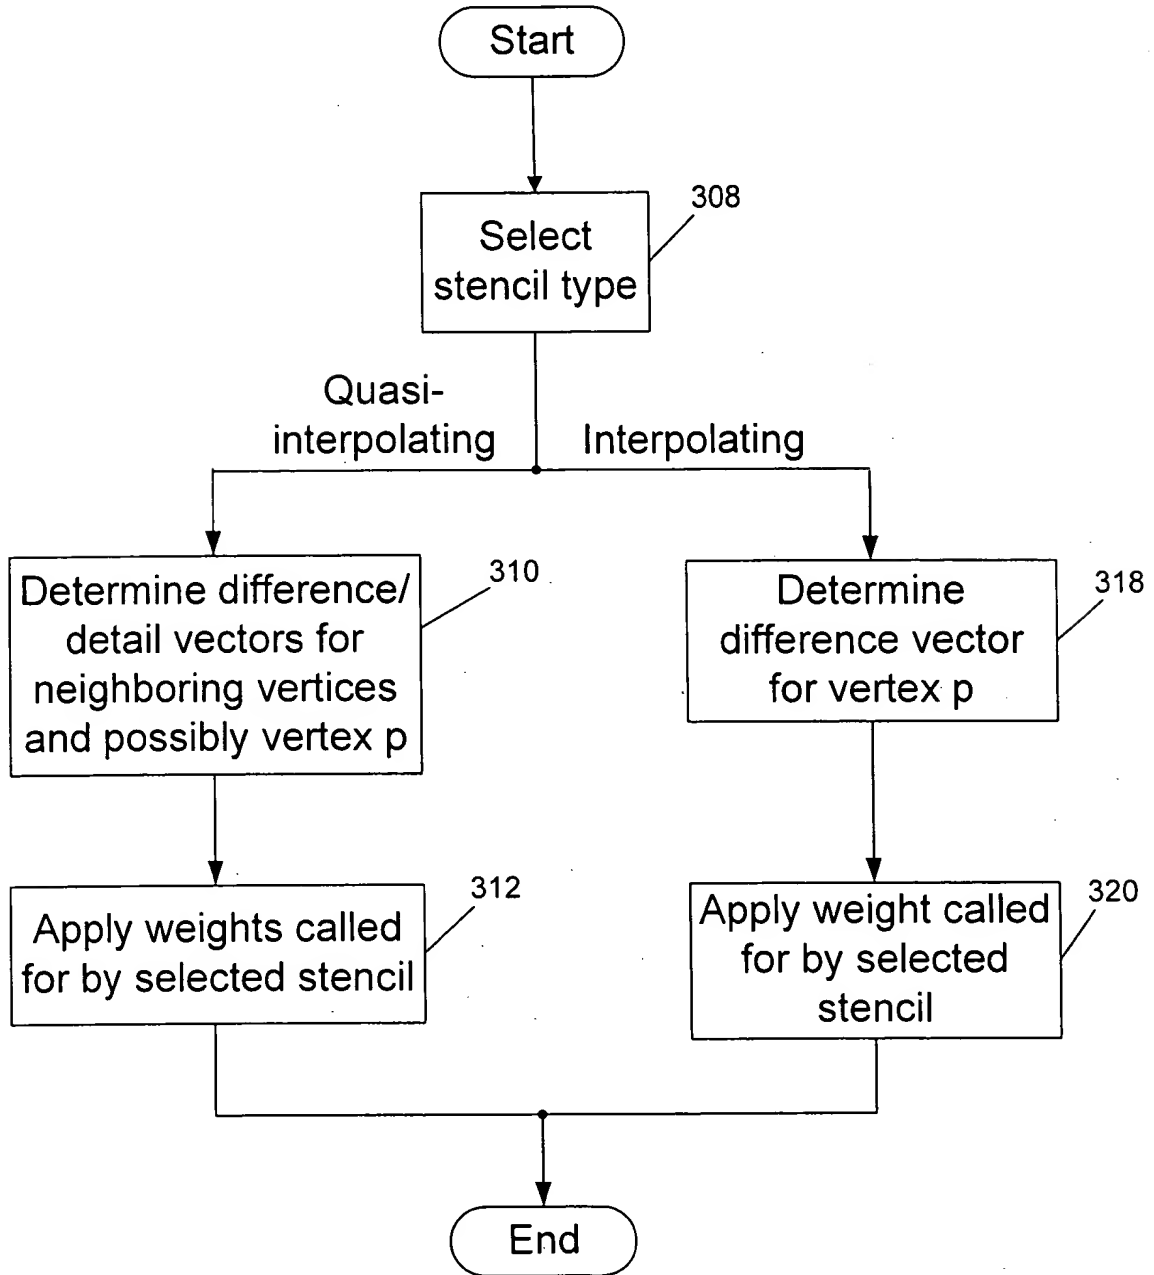 Start
308
Select
stencil type
Quasi-
interpolating
Interpolating
310
Determine difference/
detail vectors for
neighboring vertices
and possibly vertex p
318
Determine
difference vector
for vertex p
312
Apply weights called
for by selected stencil
320
Apply weight called
for by selected
stencil
End